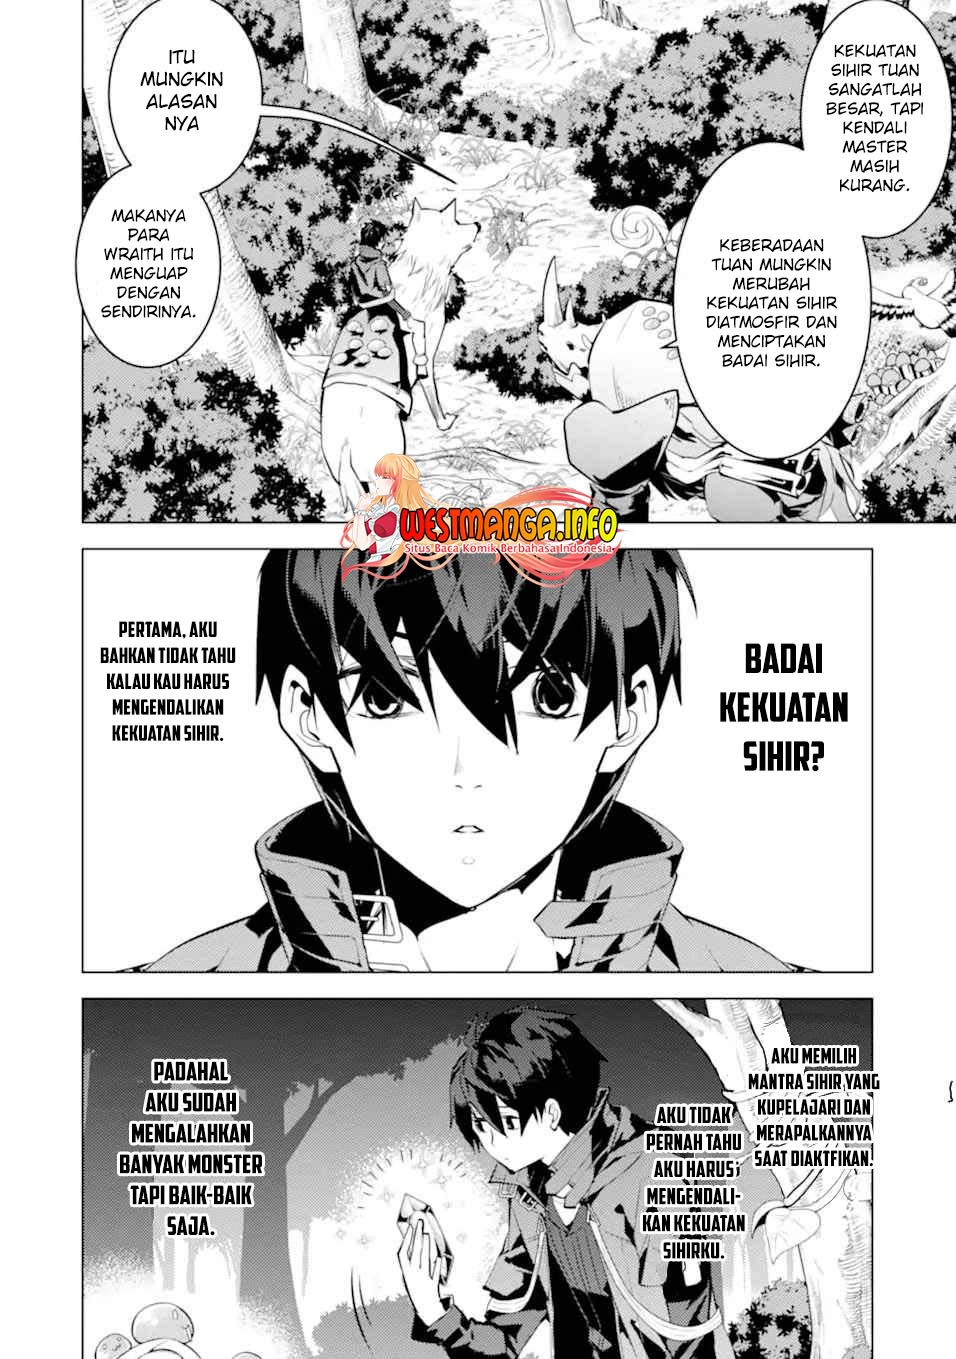 KEKUATAN
SIHIR TUAN
SANGATLAH
BESAR, TAPI
KENDALI
MASTER
MASIH
KURANG.
KEBERADAAN
TUAN MUNGKIN
MERUBAH
KEKUATAN SIHIR
DIATMOSFIR DAN
MENCIPTAKAN
BADAI SIHIR.
ITU
MUNGKIN
ALASAN
NYA
MAKANYA
PARA
WRAITH ITU
MENGUAP
DENGAN
SENDIRINYA.
WESTMANGA.INFO
Situs Baca Komik Berbahasa Indonesia
BADAI
KEKUATAN
SIHIR?
PERTAMA, AKU
BAHKAN TIDAK TAHU
KALAU KAU HARUS
MENGENDALIKAN
KEKUATAN SIHIR.
AKU MEMILIH
MANTRA SIHIR YANG
KUPELAJARI DAN
MERAPALKANNYA
SAAT DIAKTFIKAN.
AKU TIDAK
PERNAH TAHU
AKU HARUS
MENGENDALI-
KAN KEKUATAN
SIHIRKU.
PADAHAL
AKU SUDAH
MENGALAHKAN
BANYAK MONSTER
TAPI BAIK-BAIK
SAJA.